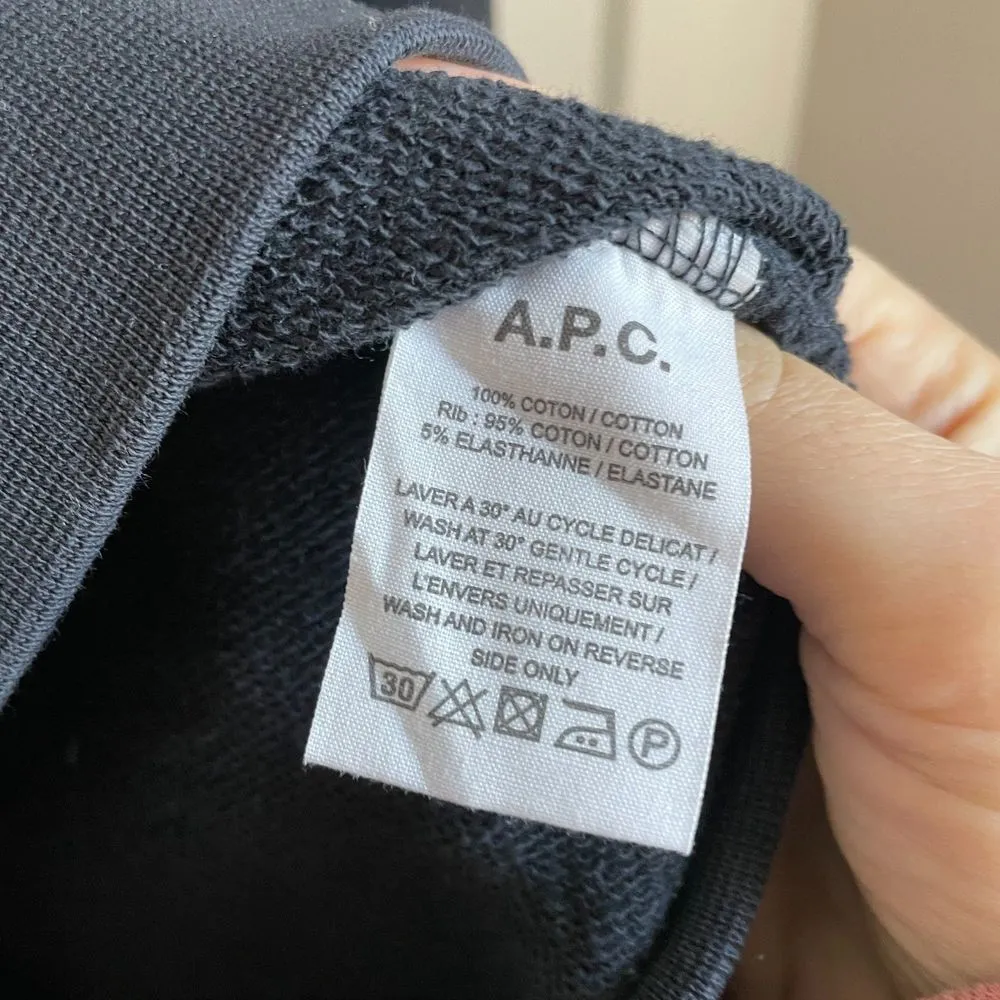 A.P.C.
100% COTON / COTTON
Rib : 95% COTON / COTTON
5% ELASTHANNE / ELASTANE
LAVER A 30° AU CYCLE DELICAT /
WASH AT 30° GENTLE CYCLE /
LAVER ET REPASSER SUR
L'ENVERS UNIQUEMENT /
WASH AND IRON ON REVERSE
SIDE ONLY
30 P